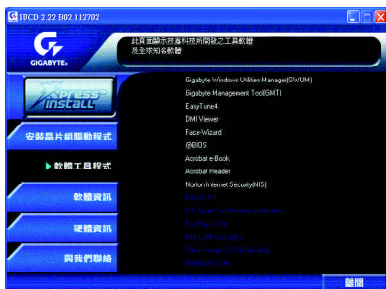 IUCD 2.22 B02.112702
GIGABYTE
此頁面顯示技嘉科技所開發之工具軟體
及全球知名軟體
Xpress
Install
安裝晶片組驅動程式
軟體工具程式
軟體資訊
硬體資訊
與我們聯絡
Gigabyte Windows Utilities Manager(GWUM)
Gigabyte Management Tool(GMT)
EasyTune4
DMI Viewer
Face-Wizard
@BIOS
Acrobat e-Book
Acrobat Reader
Norton Internet Security(NIS)
離開